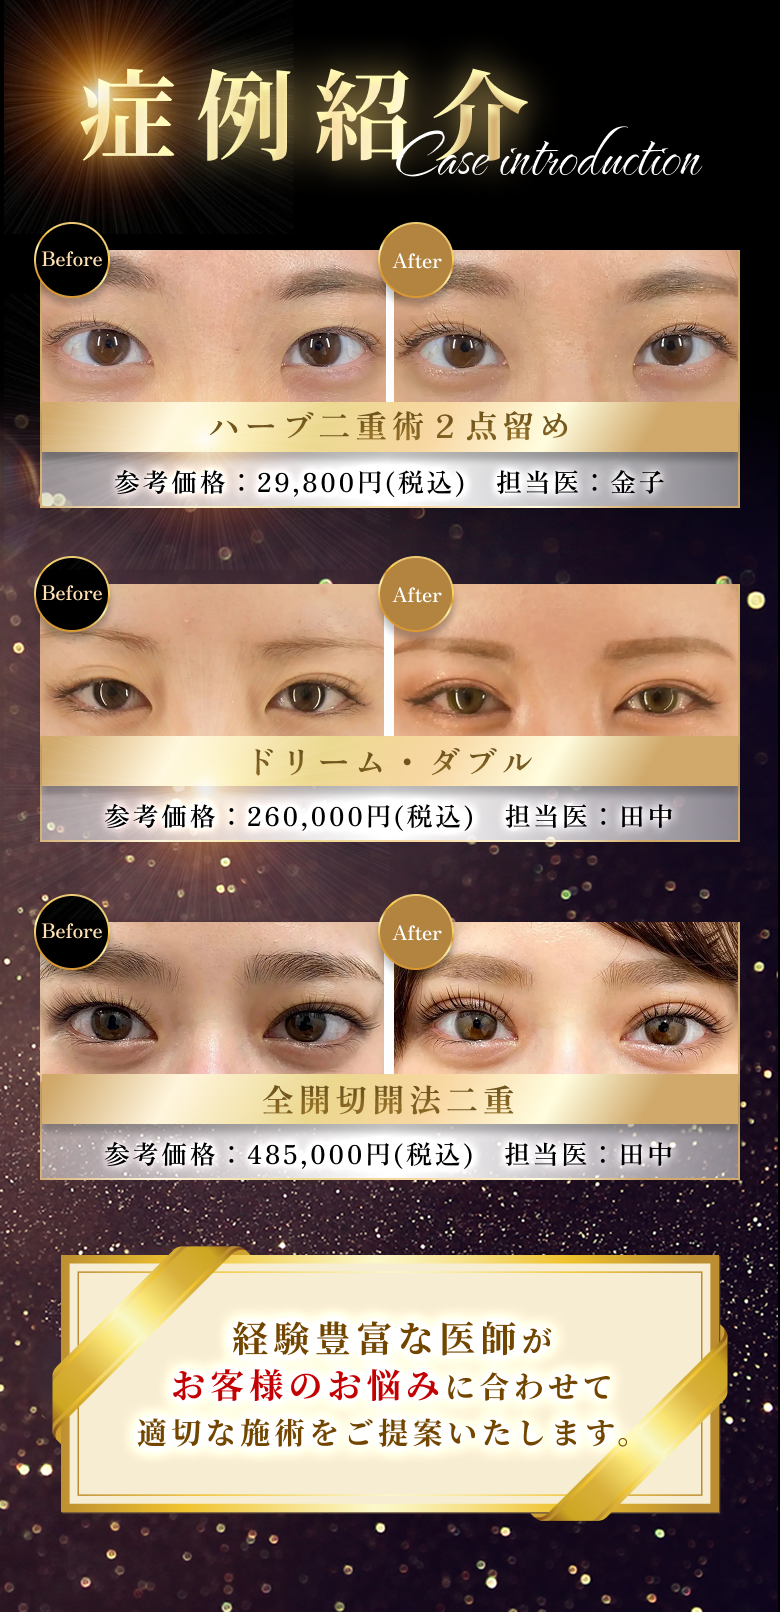 症例紹介
Case introduction
Before
After
ハーブ二重術２点留め
参考価格：29,800円(税込)　担当医：金子
Before
After
ドリーム・ダブル
参考価格：260,000円(税込)　担当医：田中
Before
After
全開切開法二重
参考価格：485,000円(税込)　担当医：田中
経験豊富な医師が
お客様のお悩みに合わせて
適切な施術をご提案いたします。